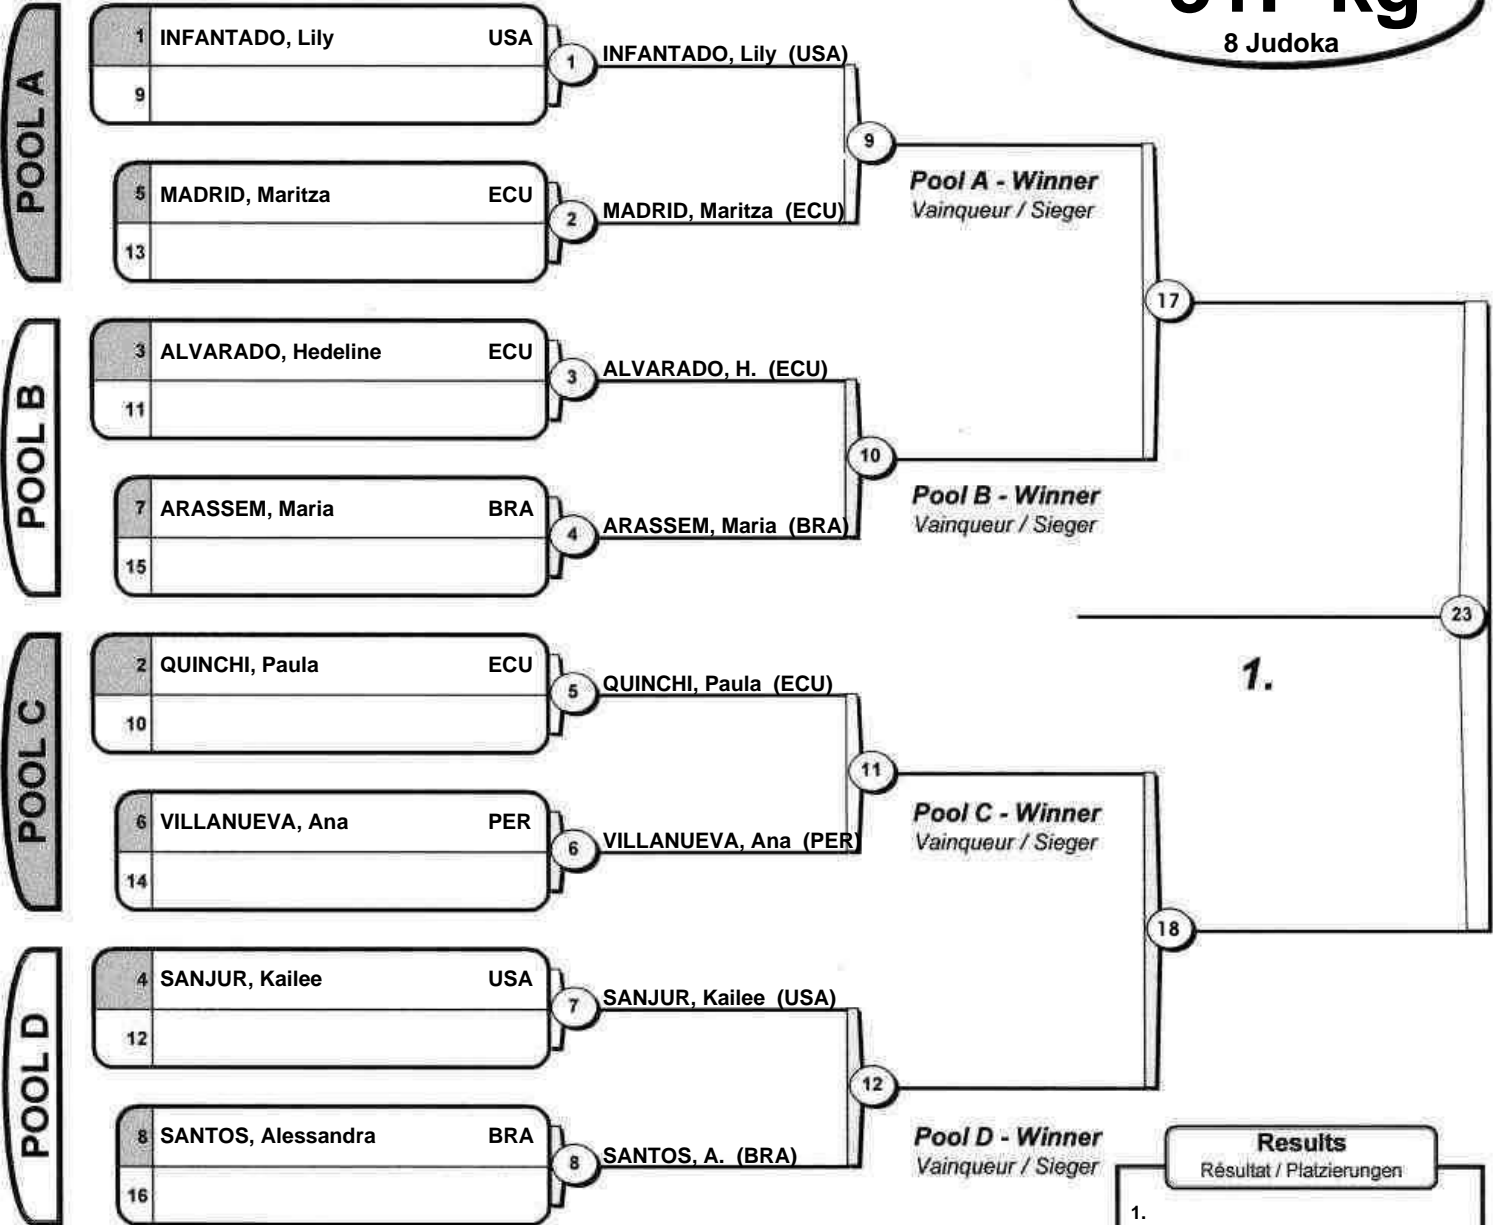 8 Judoka
POOL A
1 INFANTADO, Lily USA
9
1
INFANTADO, Lily (USA)
5 MADRID, Maritza ECU
13
2
MADRID, Maritza (ECU)
9
Pool A - Winner
Vainqueur / Sieger
POOL B
3 ALVARADO, Hedeline ECU
11
3
ALVARADO, H. (ECU)
7 ARASSEM, Maria BRA
15
4
ARASSEM, Maria (BRA)
10
Pool B - Winner
Vainqueur / Sieger
17
POOL C
2 QUINCHI, Paula ECU
10
5
QUINCHI, Paula (ECU)
6 VILLANUEVA, Ana PER
14
6
VILLANUEVA, Ana (PER)
11
Pool C - Winner
Vainqueur / Sieger
POOL D
4 SANJUR, Kailee USA
12
7
SANJUR, Kailee (USA)
8 SANTOS, Alessandra BRA
16
8
SANTOS, A. (BRA)
12
Pool D - Winner
Vainqueur / Sieger
18
23
1.
Results
Résultat / Platzierungen
1.